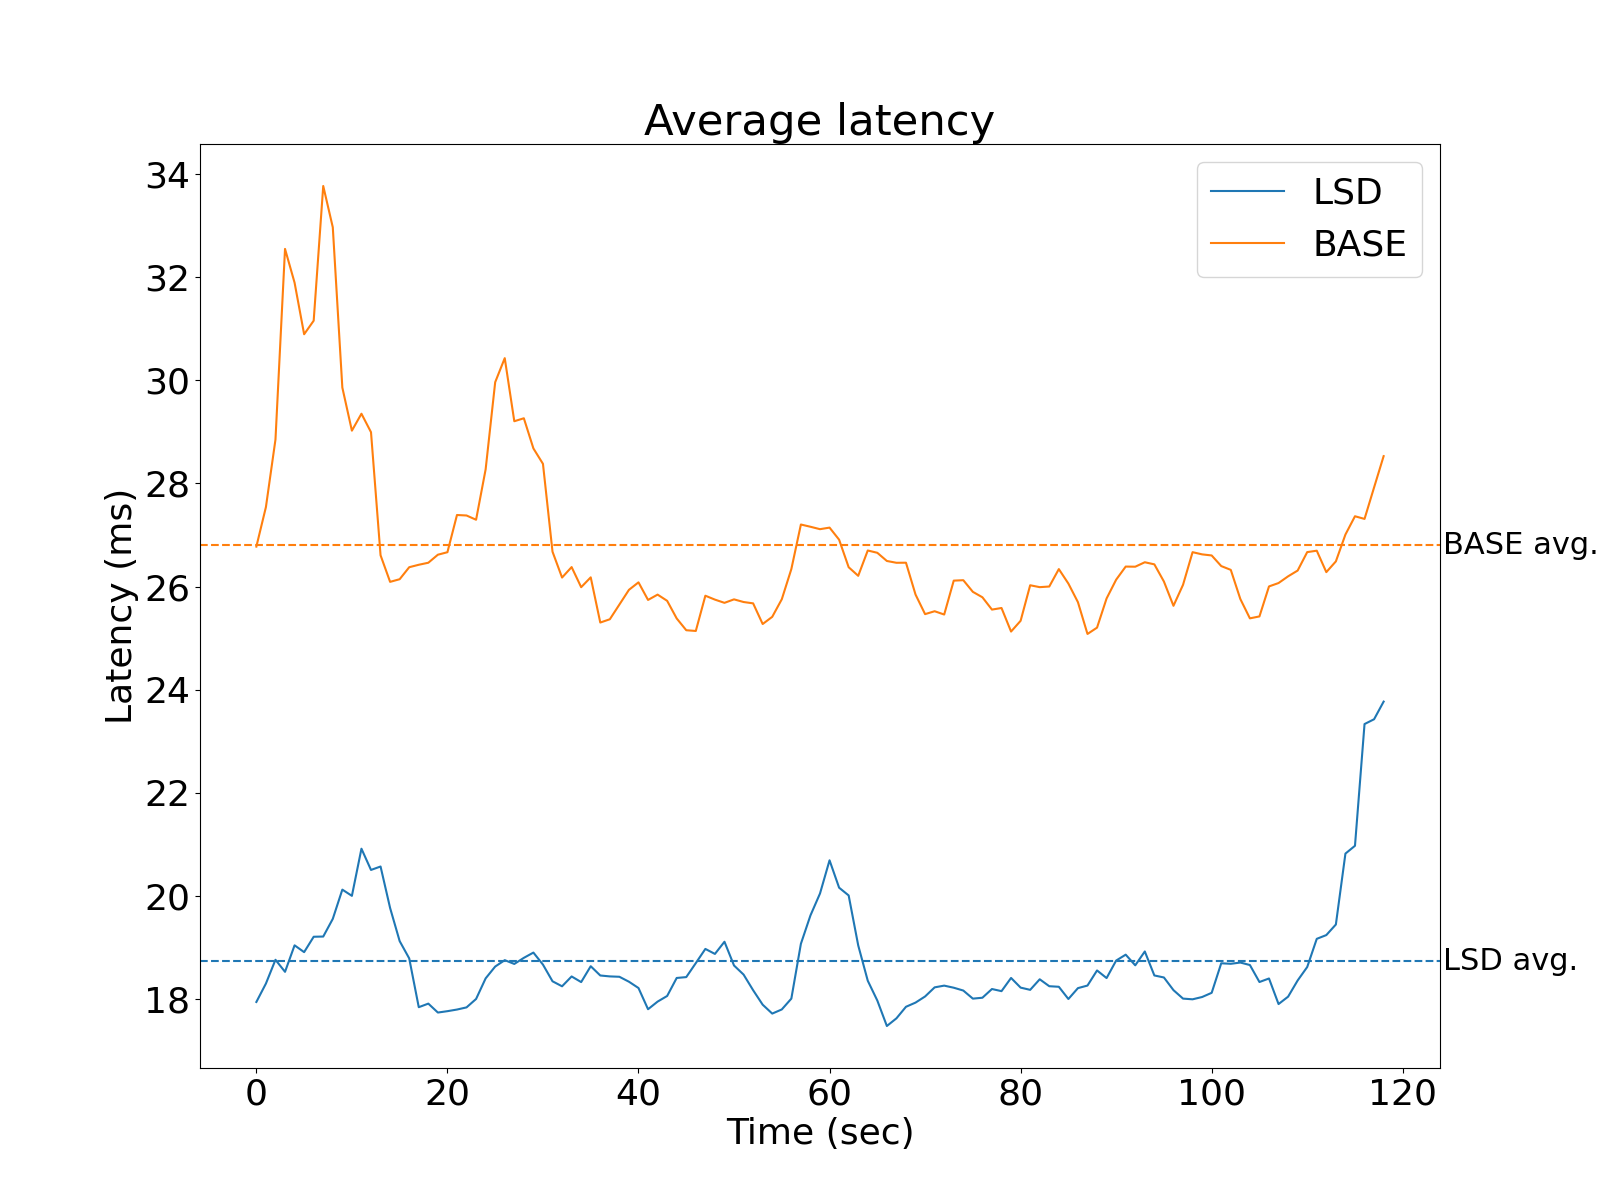 Average latency
LSD
BASE
34
32
30
28
26
24
22
20
18
Latency (ms)
BASE avg.
LSD avg.
0 20 40 60 80 100 120
Time (sec)